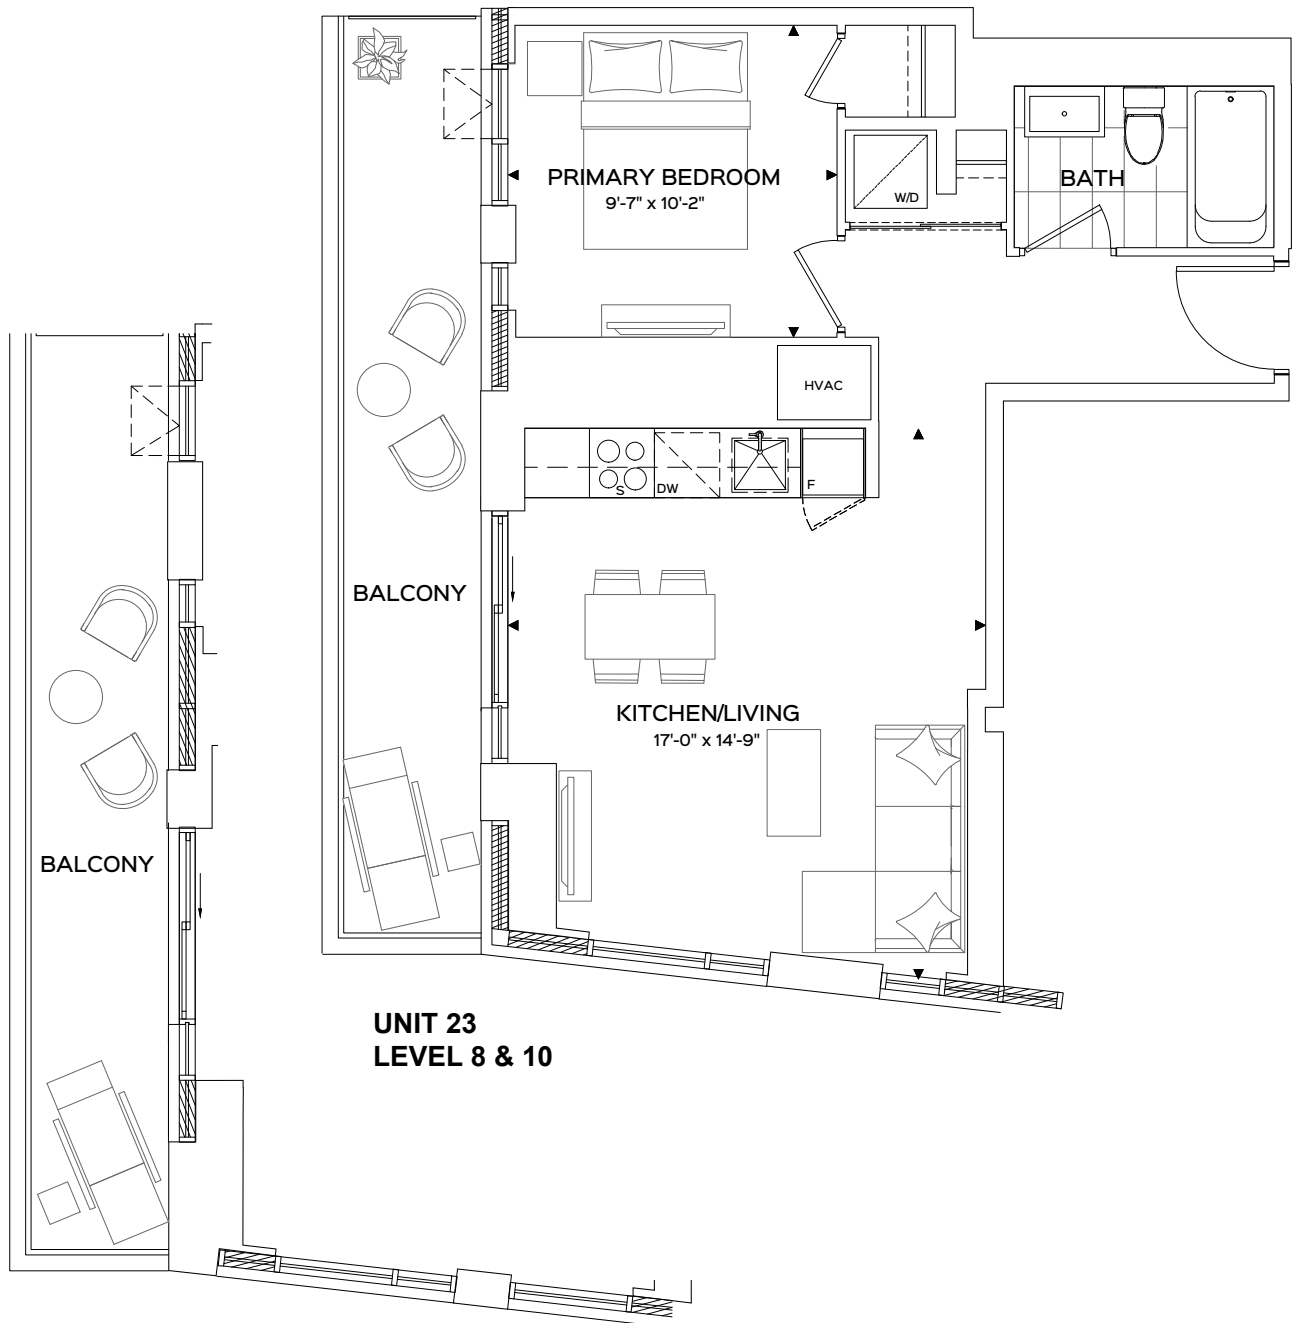 PRIMARY BEDROOM
9'-7" x 10'-2"
W/D
BATH
HVAC
S
DW
F
BALCONY
KITCHEN/LIVING
17'-0" x 14'-9"
BALCONY
UNIT 23
LEVEL 8 & 10